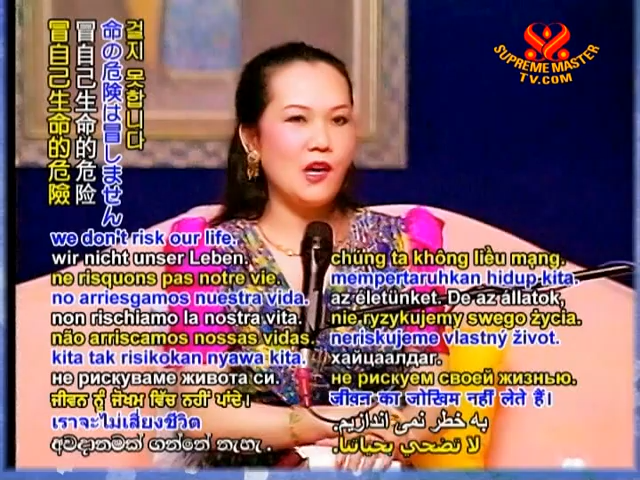 걸지 못합니다
命の危険は冒しません
冒自己生命的危险
冒自己生命的危險
SUPREME MASTER
TV.COM
we don't risk our life.
wir nicht unser Leben.
ne risquons pas notre vie.
no arriesgamos nuestra vida.
non rischiamo la nostra vita.
não arriscamos nossas vidas.
kita tak risikokan nyawa kita.
не рискуваме живота си.
ਜੀਵਨ ਨੂੰ ਜੋਖਮ ਵਿੱਚ ਨਹੀਂ ਪਾਂਦੇ।
เราจะไม่เสี่ยงชีวิต
අවදානමක් ගන්නේ නැහැ.
chúng ta không liều mạng.
mempertaruhkan hidup kita.
az életünket. De az állatok,
nie ryzykujemy swego życia.
neriskujeme vlastný život.
хайцаалдаг.
не рискуем своей жизнью.
जीवन का जोखिम नहीं लेते हैं।
به خطر نمی اندازیم.
لا نضحي بحياتنا.